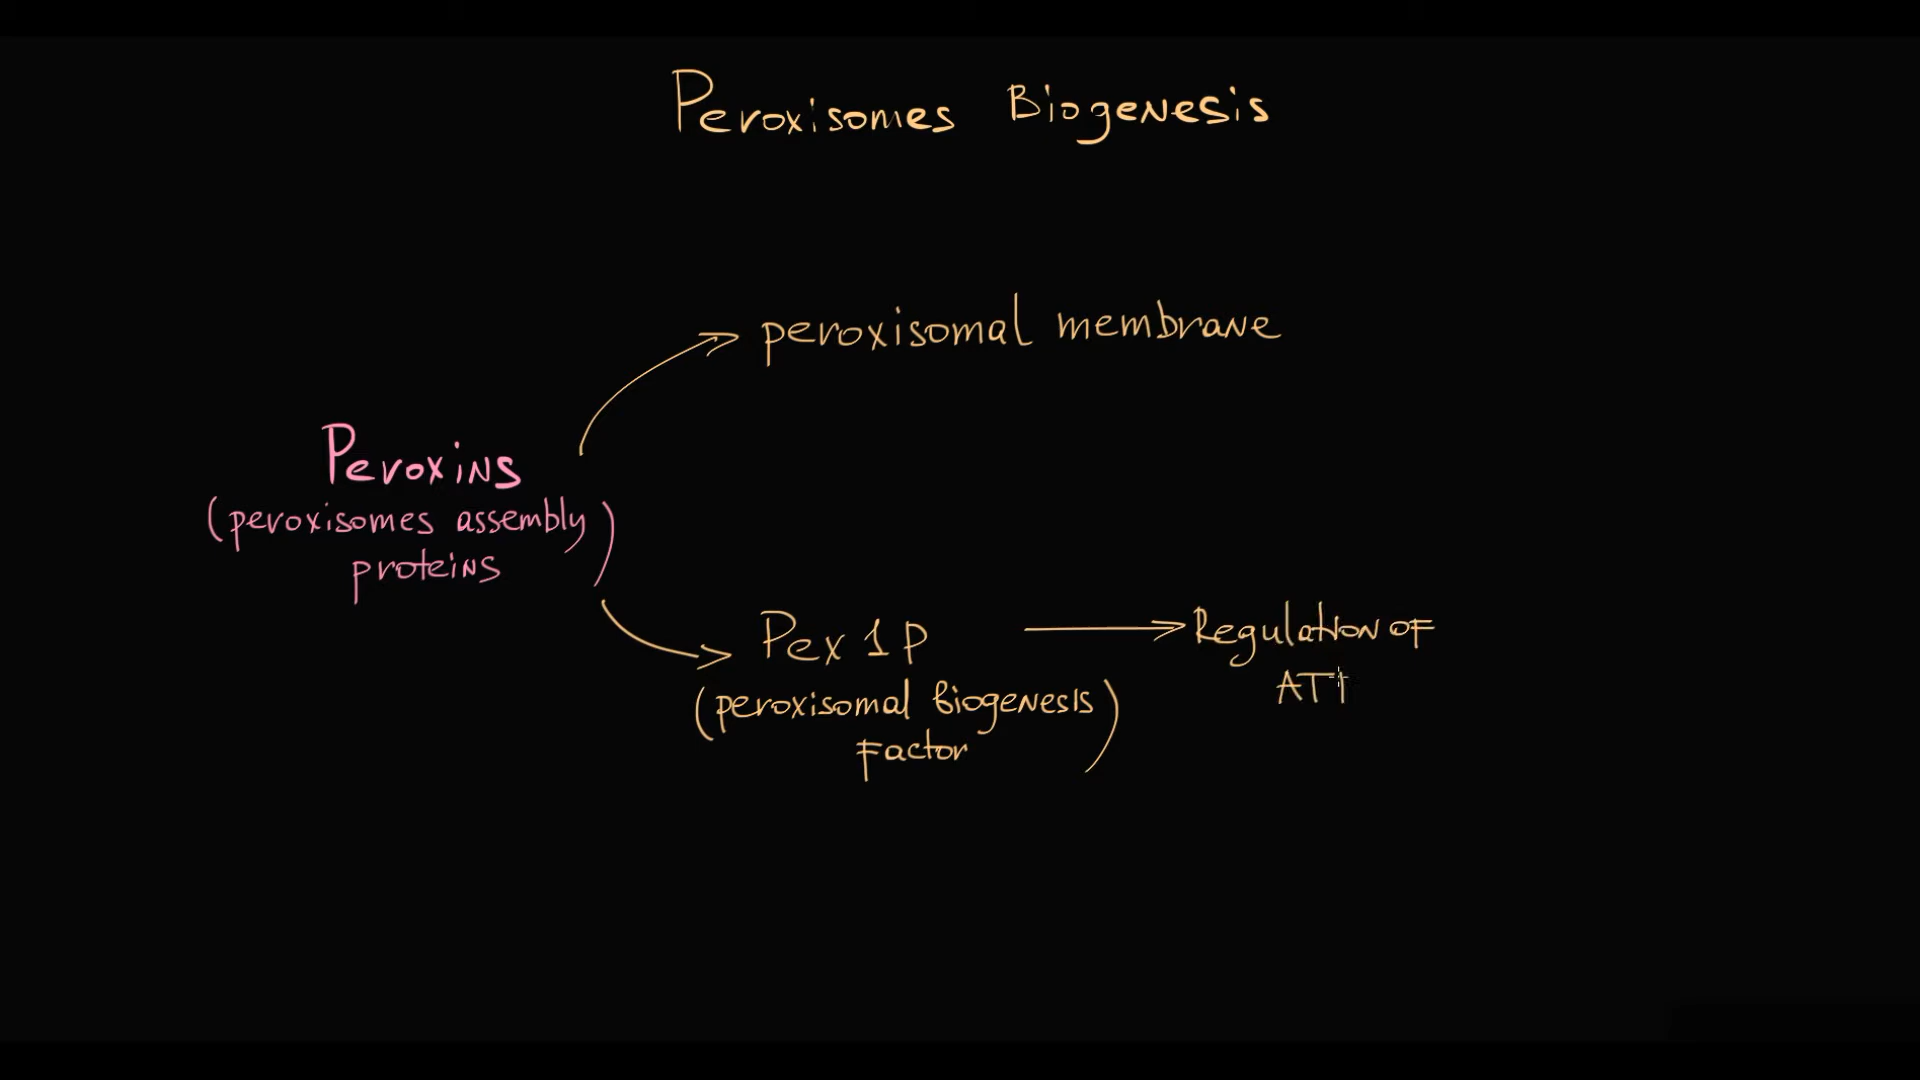 Peroxisomes Biogenesis
peroxisomal membrane
Peroxins
(peroxisomes assembly
proteins)
Pex 1 p
(peroxisomal biogenesis
factor)
Regulation of